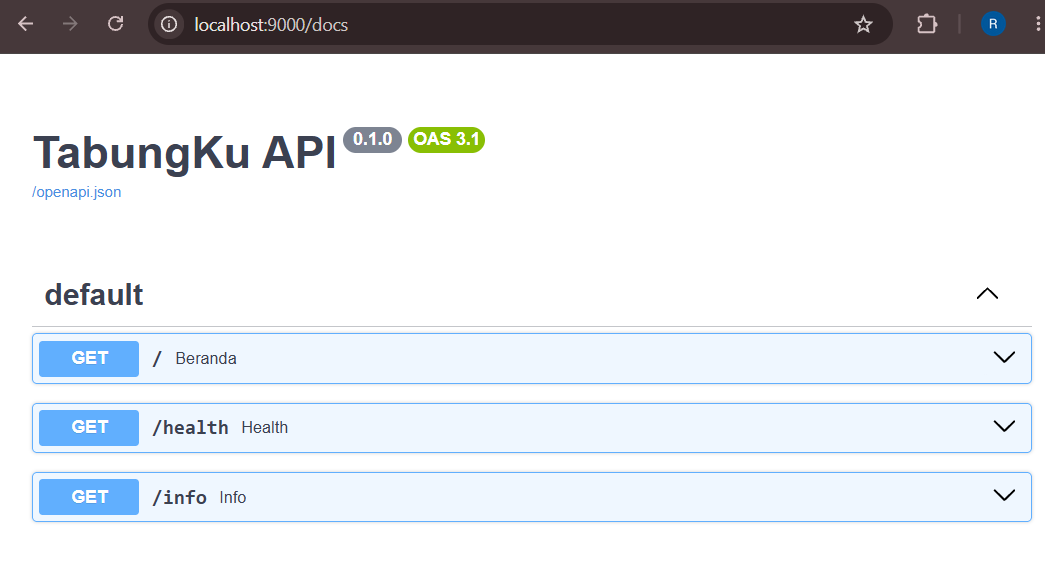 localhost:9000/docs
R
TabungKu API 0.1.0 OAS 3.1
/openapi.json
default
GET / Beranda
GET /health Health
GET /info Info